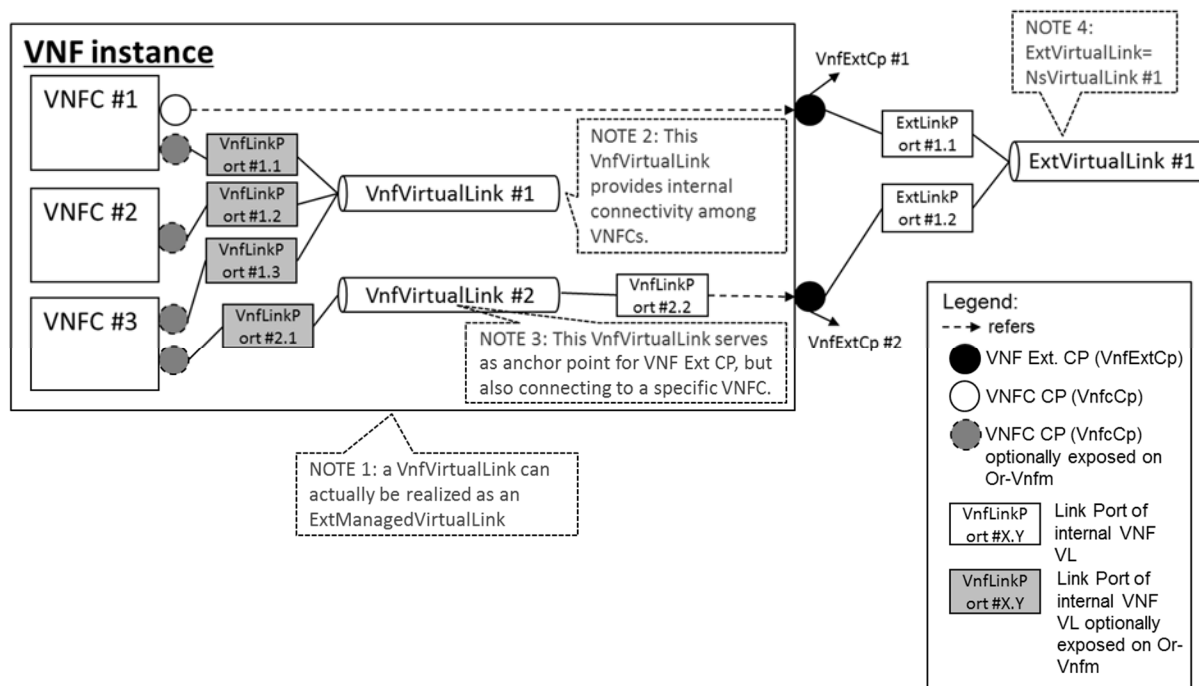 VNF instance
VNFC #1
VNFC #2
VNFC #3
VnfLinkP
ort #1.1
VnfLinkP
ort #1.2
VnfLinkP
ort #1.3
VnfLinkP
ort #2.1
VnfVirtualLink #1
VnfVirtualLink #2
VnfLinkP
ort #2.2
NOTE 2: This
VnfVirtualLink
provides internal
connectivity among
VNFCs.
NOTE 3: This VnfVirtualLink serves
as anchor point for VNF Ext CP, but
also connecting to a specific VNFC.
NOTE 1: a VnfVirtualLink can
actually be realized as an
ExtManagedVirtualLink
VnfExtCp #1
VnfExtCp #2
ExtLinkP
ort #1.1
ExtLinkP
ort #1.2
NOTE 4:
ExtVirtualLink=
NsVirtualLink #1
ExtVirtualLink #1
Legend:
refers
VNF Ext. CP (VnfExtCp)
VNFC CP (VnfcCp)
VNFC CP (VnfcCp)
optionally exposed on
Or-Vnfm
VnfLinkP
ort #X.Y
Link Port of
internal VNF
VL
VnfLinkP
ort #X.Y
Link Port of
internal VNF
VL optionally
exposed on Or-
Vnfm